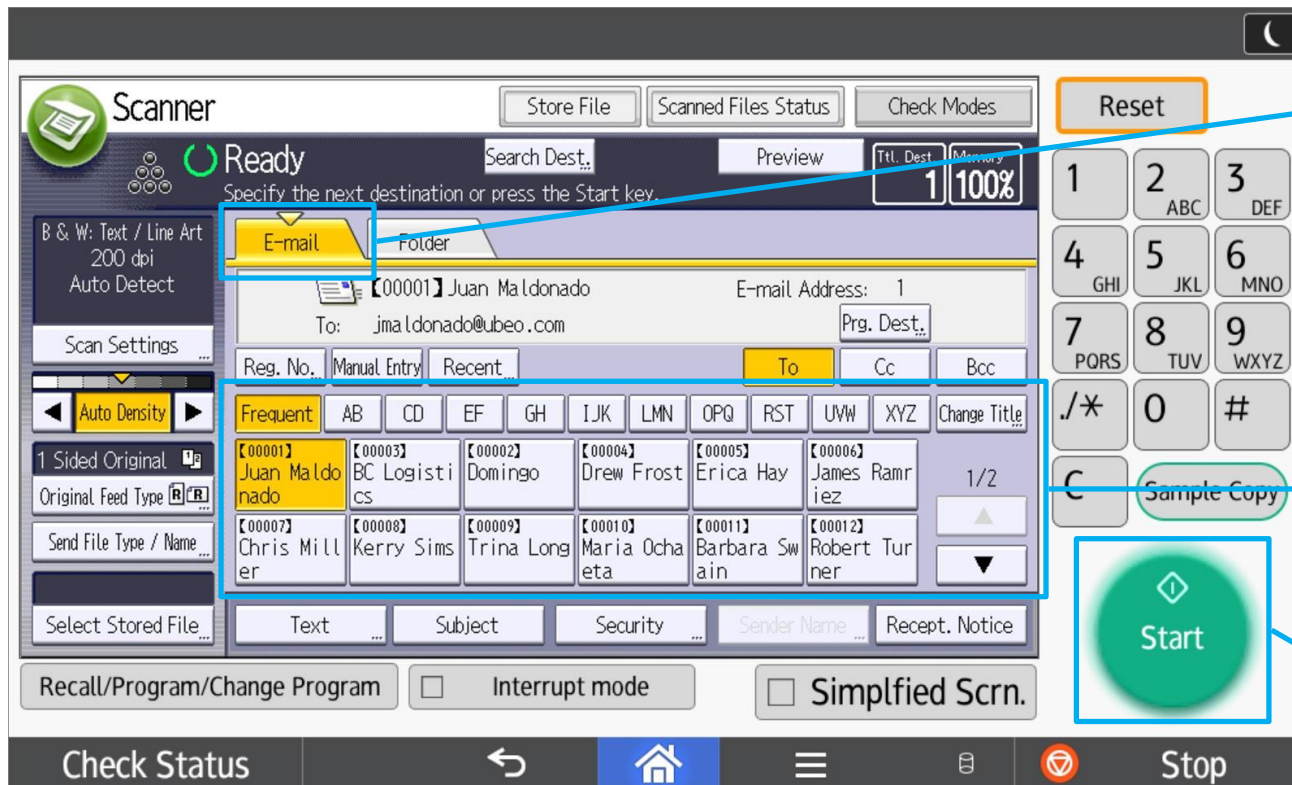 Scanner
Store File
Scanned Files Status
Check Modes
Reset
Ready
Search Dest.
Preview
Ttl. Dest
1
Memory
100%
Specify the next destination or press the Start key.
B & W: Text / Line Art
200 dpi
Auto Detect
Scan Settings
Auto Density
1 Sided Original
Original Feed Type
Send File Type / Name
Select Stored File
E-mail
Folder
【00001】Juan Maldonado
E-mail Address: 1
To: jmaldonado@ubeo.com
Prg. Dest.
Reg. No.
Manual Entry
Recent
To
Cc
Bcc
Frequent
AB
CD
EF
GH
IJK
LMN
OPQ
RST
UVW
XYZ
Change Title
【00001】
Juan Maldo
nado
【00003】
BC Logisti
cs
【00002】
Domingo
【00004】
Drew Frost
【00005】
Erica Hay
【00006】
James Ramr
iez
1/2
【00007】
Chris Mill
er
【00008】
Kerry Sims
【00009】
Trina Long
【00010】
Maria Ocha
eta
【00011】
Barbara Sw
ain
【00012】
Robert Tur
ner
Text
Subject
Security
Sender Name
Recept. Notice
1
2 ABC
3 DEF
4 GHI
5 JKL
6 MNO
7 PQRS
8 TUV
9 WXYZ
./*
0
#
C
Sample Copy
Start
Recall/Program/Change Program
Interrupt mode
Simplfied Scrn.
Check Status
Stop